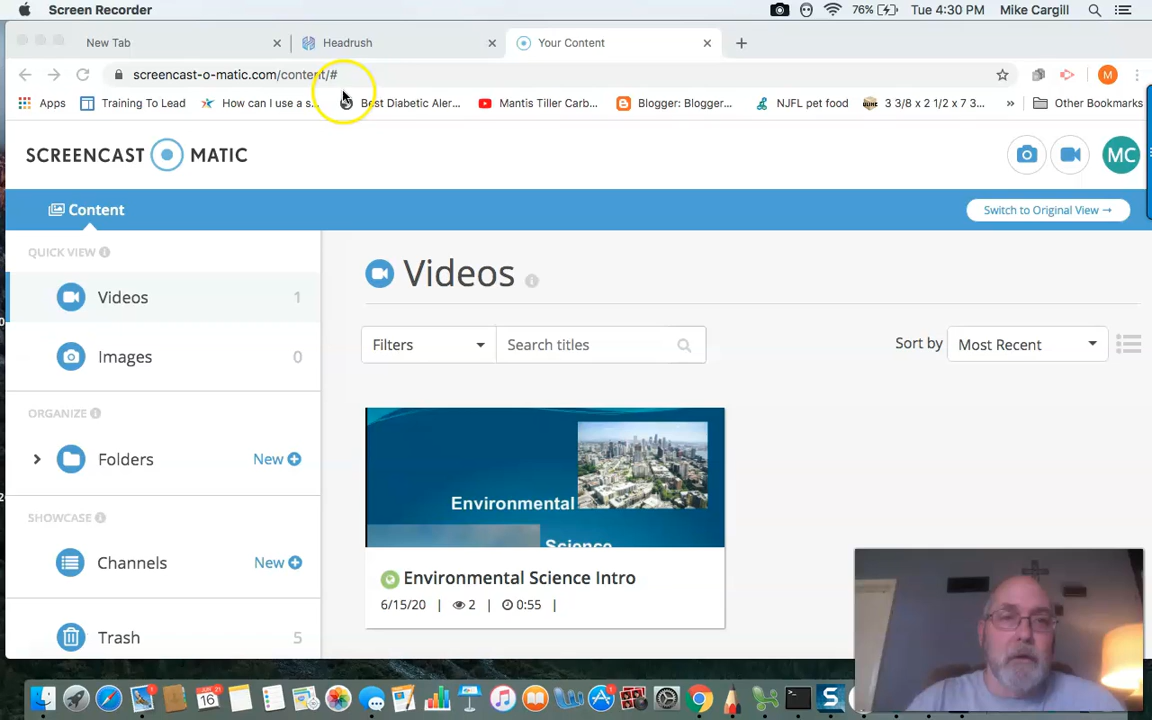 Screen Recorder 76% Tue 4:30 PM Mike Cargill
New Tab Headrush Your Content
screencast-o-matic.com/content/# M
Apps Training To Lead How can I use a s... Best Diabetic Aler... Mantis Tiller Carb... Blogger: Blogger... NJFL pet food 3 3/8 x 2 1/2 x 7 3... » Other Bookmarks
SCREENCAST MATIC MC
Content Switch to Original View →
QUICK VIEW
Videos 1
Images 0
ORGANIZE
Folders New
SHOWCASE
Channels New
Trash 5
Videos
Filters Search titles Sort by Most Recent
Environmental
Science
Environmental Science Intro
6/15/20 | 2 | 0:55 |